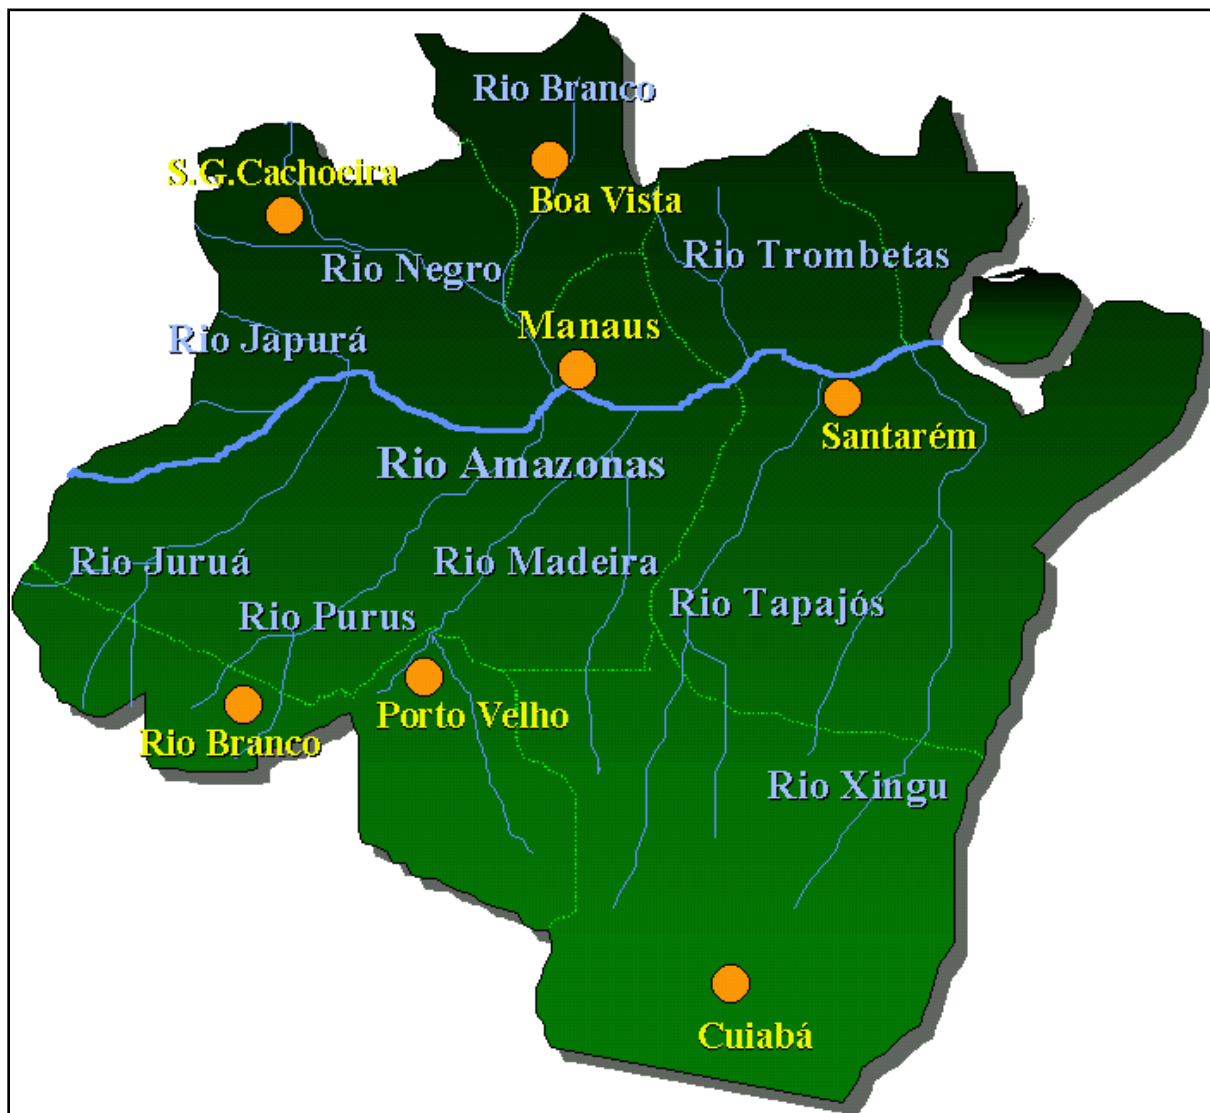 Rio Branco
S.G.Cachoeira
Boa Vista
Rio Negro
Rio Trombetas
Manaus
Rio Japurá
Santarém
Rio Amazonas
Rio Juruá
Rio Madeira
Rio Purus
Rio Tapajós
Porto Velho
Rio Branco
Rio Xingu
Cuiabá